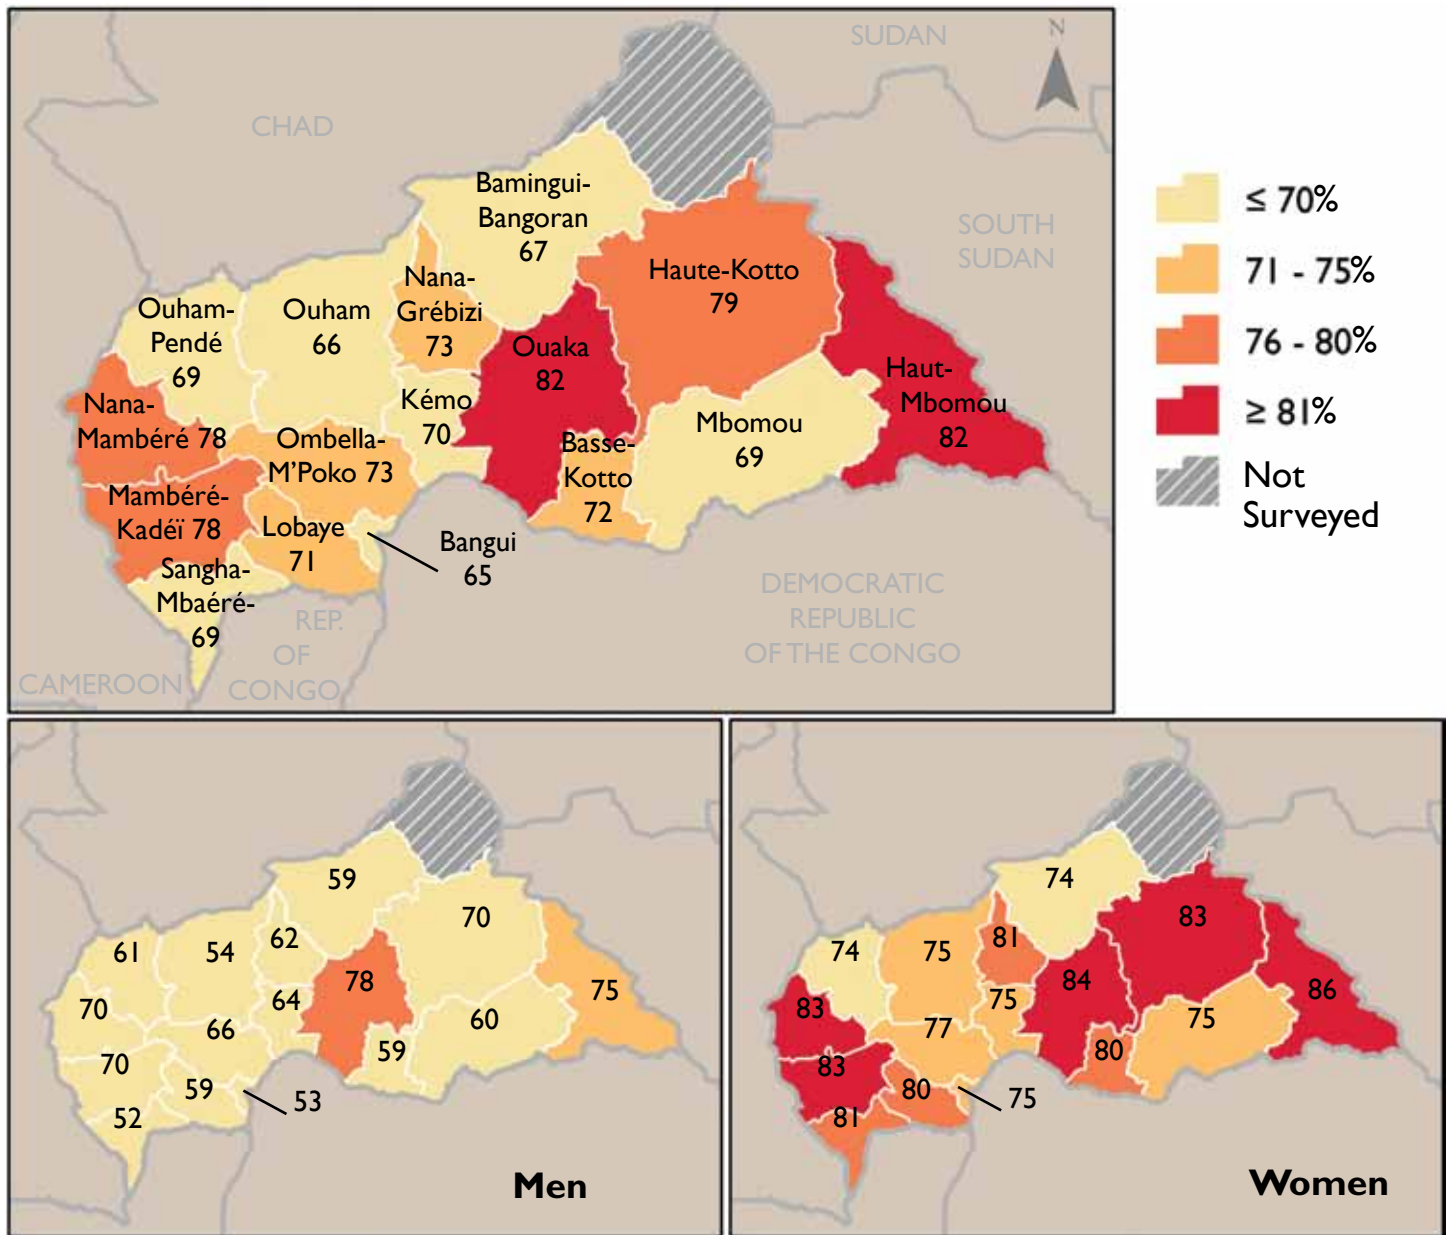 SUDAN
N
CHAD
Bamingui-
Bangoran
67
SOUTH
SUDAN
Haute-Kotto
79
Nana-
Grébizi
73
Ouham-
Pendé
69
Ouham
66
Ouaka
82
Haut-
Mbomou
82
Kémo
70
Nana-
Mambéré 78
Mbomou
69
Ombella-
M'Poko 73
Basse-
Kotto
72
Mambéré-
Kadéï 78
Lobaye
71
Bangui
65
Sangha-
Mbaéré-
69
DEMOCRATIC
REPUBLIC
OF THE CONGO
REP.
OF
CONGO
CAMEROON
≤ 70%
71 - 75%
76 - 80%
≥ 81%
Not
Surveyed
59
70
62
61
54
78
75
70
64
66
60
59
70
59
53
52
Men
74
83
81
74
75
84
86
83
75
77
75
80
83
80
75
81
Women